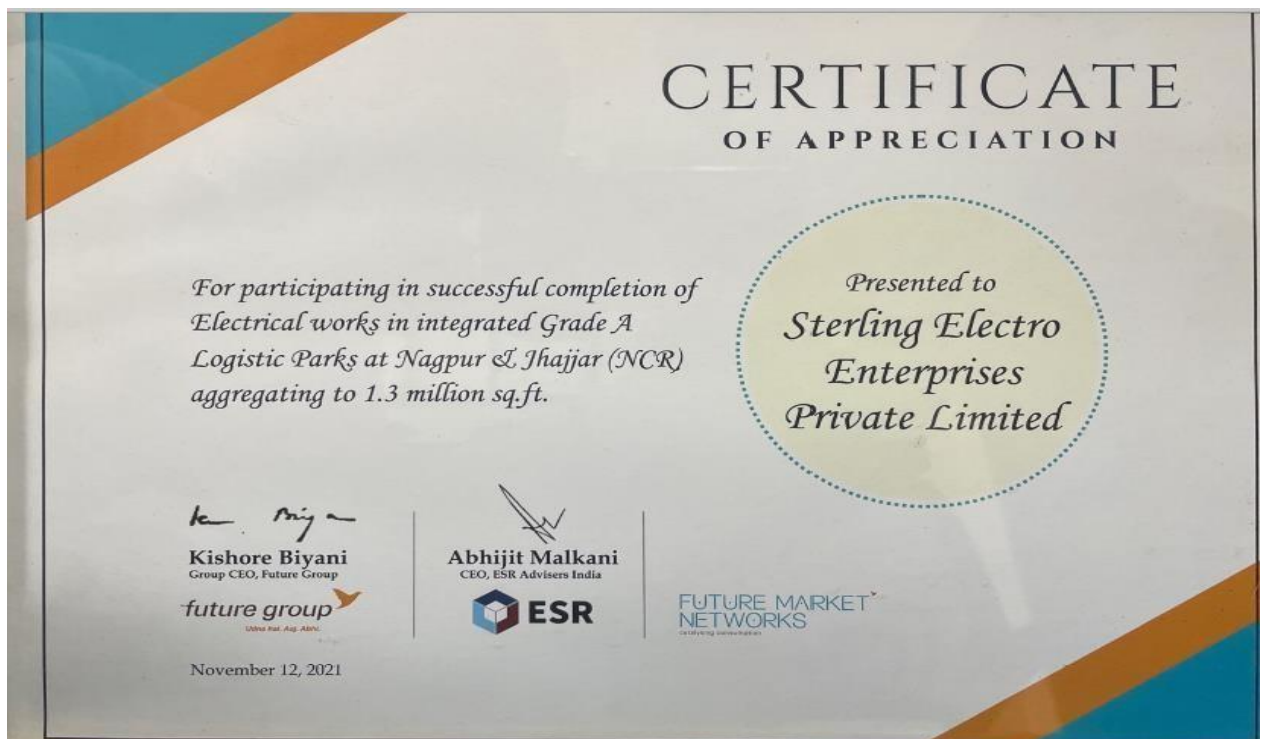 CERTIFICATE
OF APPRECIATION
For participating in successful completion of
Electrical works in integrated Grade A
Logistic Parks at Nagpur & Jhajjar (NCR)
aggregating to 1.3 million sq.ft.
Presented to
Sterling Electro
Enterprises
Private Limited
Kishore Biyani
Group CEO, Future Group
future group
Abhijit Malkani
CEO, ESR Advisers India
ESR
FUTURE MARKET
NETWORKS
November 12, 2021